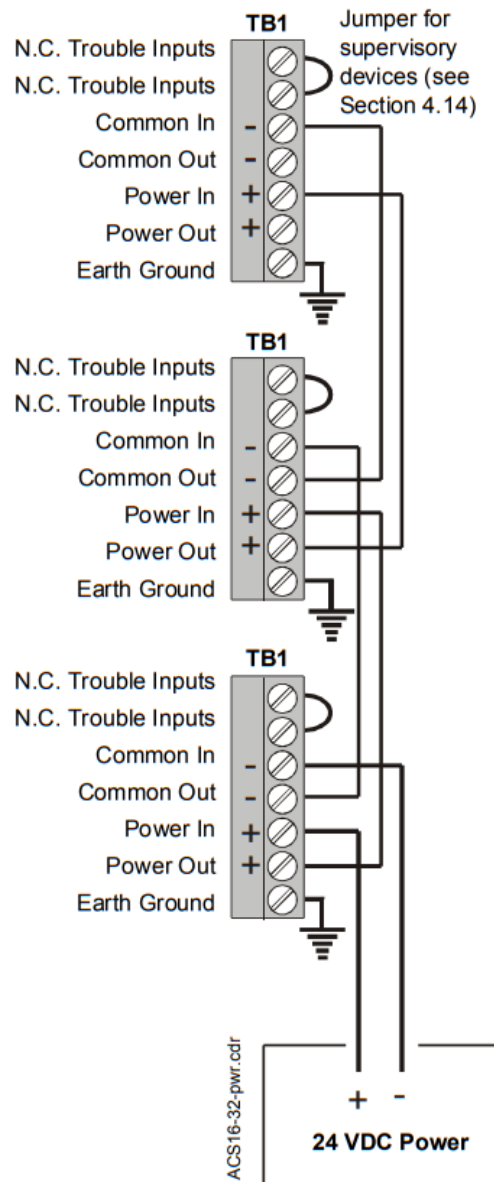 TB1
Jumper for
supervisory
devices (see
Section 4.14)
N.C. Trouble Inputs
N.C. Trouble Inputs
Common In -
Common Out -
Power In +
Power Out +
Earth Ground
TB1
N.C. Trouble Inputs
N.C. Trouble Inputs
Common In -
Common Out -
Power In +
Power Out +
Earth Ground
TB1
N.C. Trouble Inputs
N.C. Trouble Inputs
Common In -
Common Out -
Power In +
Power Out +
Earth Ground
ACS16-32-pwr.cdr
+ -
24 VDC Power